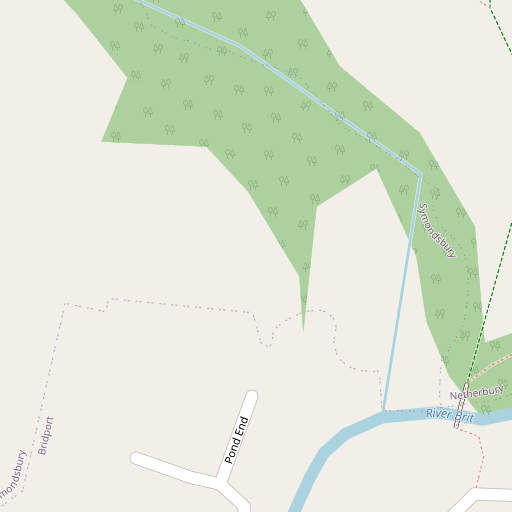 Symondsbury
Netherbury
River Brit
Bridport
Pond End
mondsbury